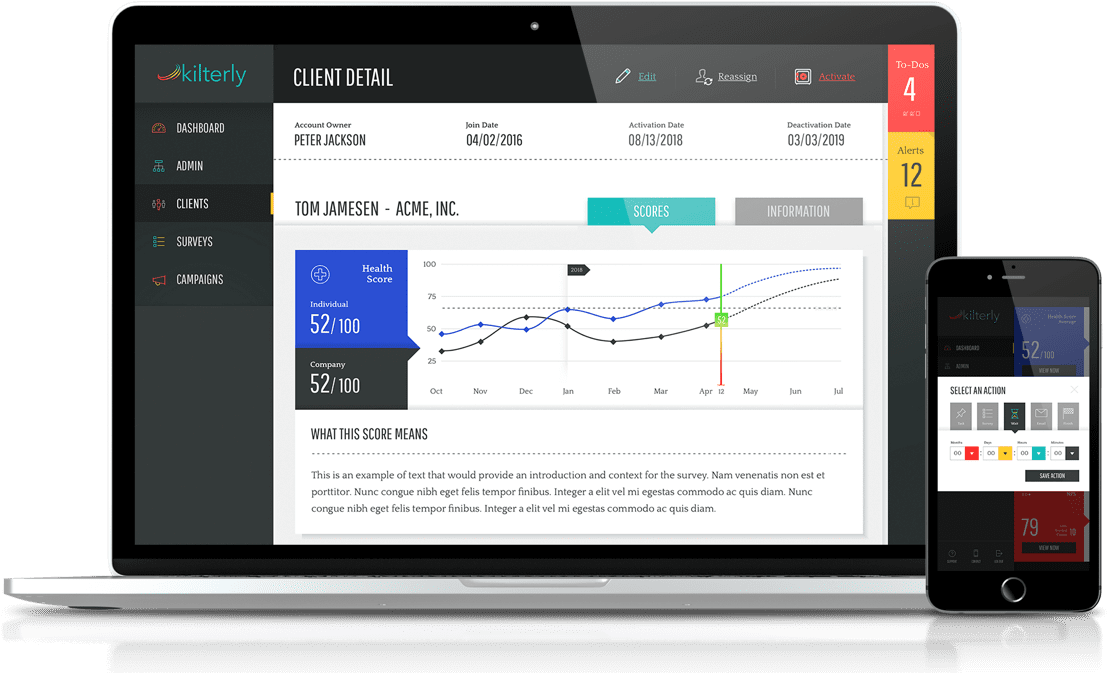 kilterly
CLIENT DETAIL
Edit
Reassign
Activate
To-Dos
4
Alerts
12
DASHBOARD
ADMIN
CLIENTS
SURVEYS
CAMPAIGNS
Account Owner
PETER JACKSON
Join Date
04/02/2016
Activation Date
08/13/2018
Deactivation Date
03/03/2019
TOM JAMESEN - ACME, INC.
SCORES
INFORMATION
Health
Score
Individual
52/100
Company
52/100
100
75
50
25
2018
52
Oct Nov Dec Jan Feb Mar Apr 12 May Jun Jul
WHAT THIS SCORE MEANS
This is an example of text that would provide an introduction and context for the survey. Nam venenatis non est et
porttitor. Nunc congue nibh eget felis tempor finibus. Integer a elit vel mi egestas commodo ac quis diam. Nunc
congue nibh eget felis tempor finibus. Integer a elit vel mi egestas commodo ac quis diam.
kilterly
Health Score
52/100
VIEW NOW
DASHBOARD
ADMIN
SELECT AN ACTION
Months Days Hours Minutes
00 : 00 : 00 : 00
SAVE ACTION
79
10
VIEW NOW